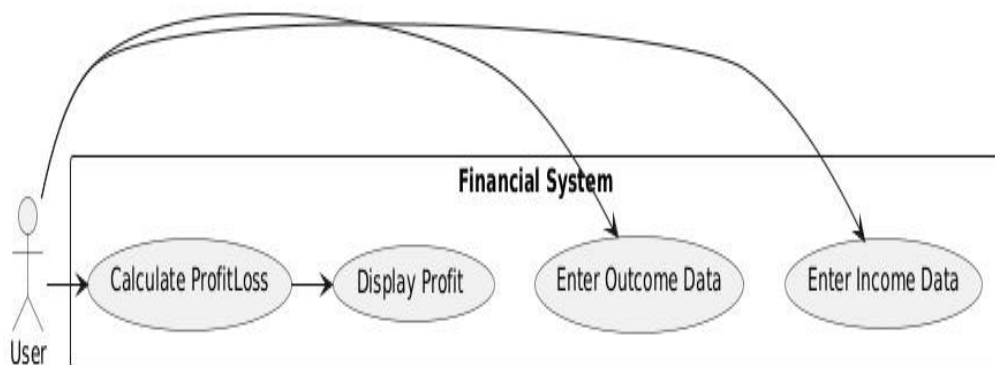 Financial System
Calculate ProfitLoss
Display Profit
Enter Outcome Data
Enter Income Data
User